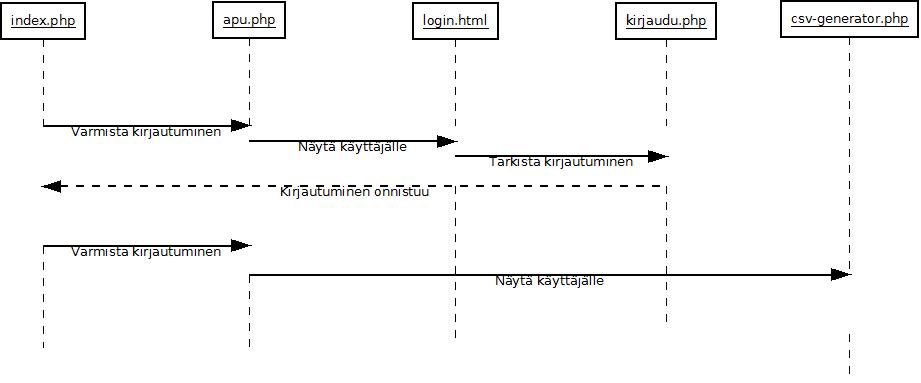 index.php
apu.php
login.html
kirjaudu.php
csv-generator.php
Varmista kirjautuminen
Näytä käyttäjälle
Tarkista kirjautuminen
Kirjautuminen onnistuu
Varmista kirjautuminen
Näytä käyttäjälle